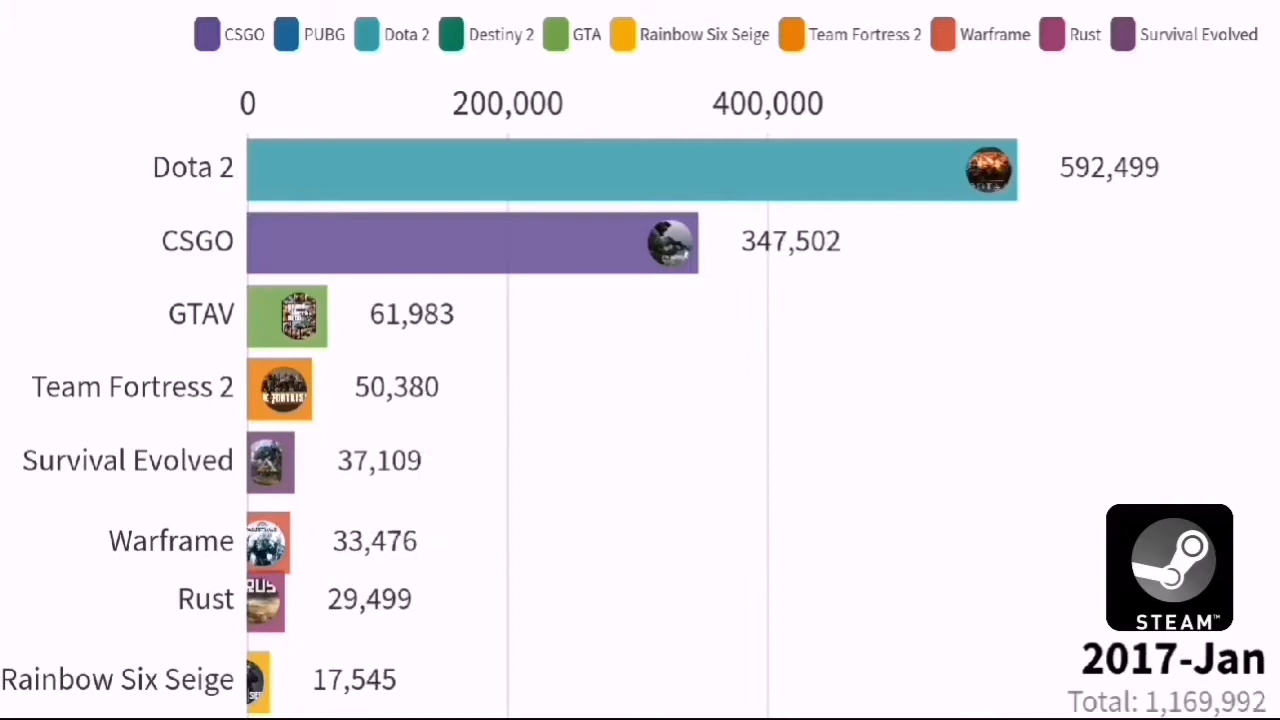 CSGO PUBG Dota 2 Destiny 2 GTA Rainbow Six Seige Team Fortress 2 Warframe Rust Survival Evolved
0 200,000 400,000
Dota 2 592,499
CSGO 347,502
GTAV 61,983
Team Fortress 2 50,380
Survival Evolved 37,109
Warframe 33,476
Rust 29,499
Rainbow Six Seige 17,545
STEAM™
2017-Jan
Total: 1,169,992